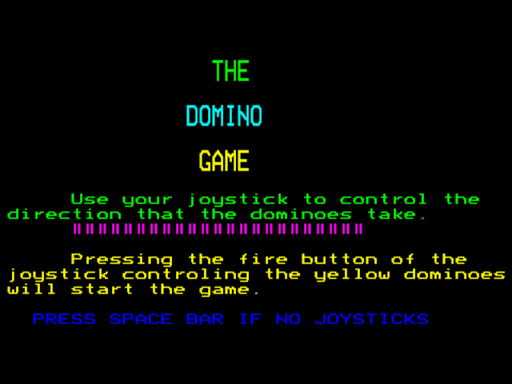 THE
DOMINO
GAME
Use your joystick to control the
direction that the dominoes take.
Pressing the fire button of the
joystick controling the yellow dominoes
will start the game.
PRESS SPACE BAR IF NO JOYSTICKS